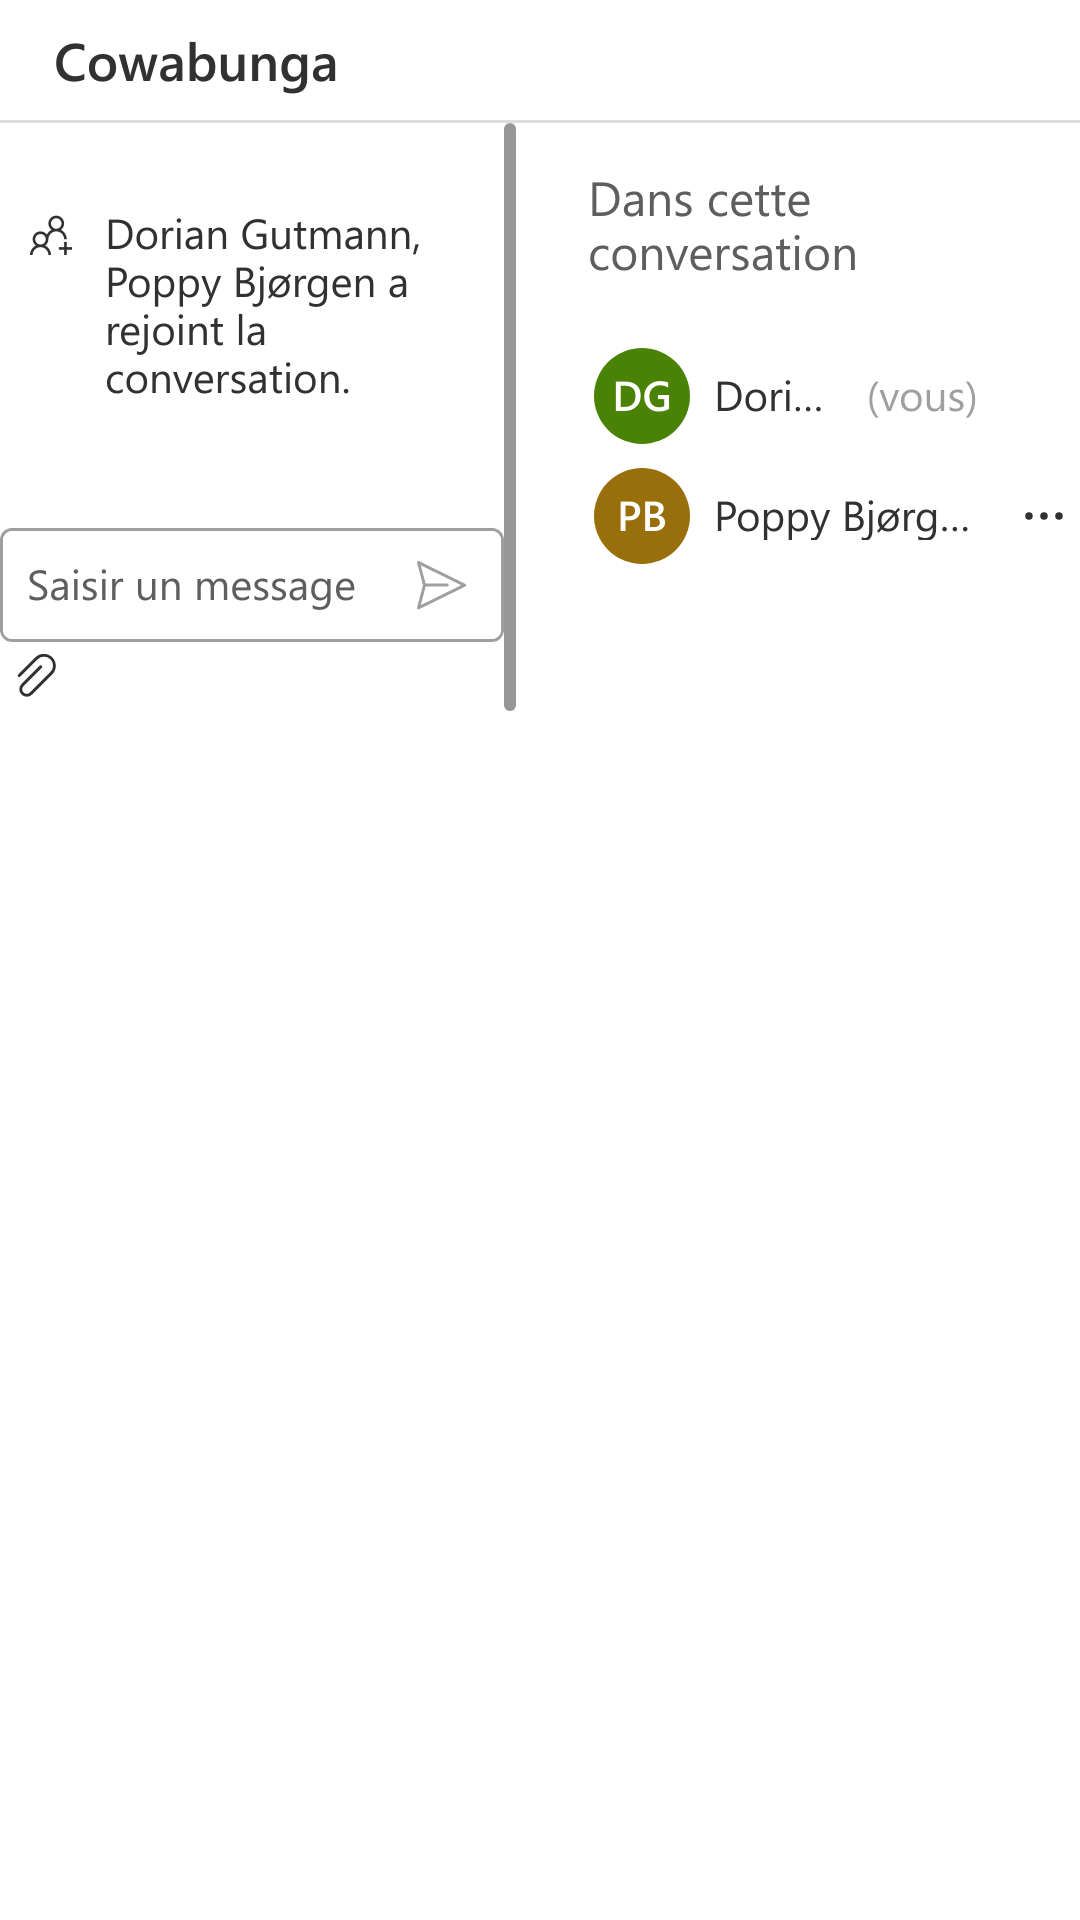 Cowabunga
Dorian Gutmann,
Poppy Bjørgen a
rejoint la
conversation.
Saisir un message
Dans cette
conversation
DG
Dori... (vous)
PB
Poppy Bjørg...